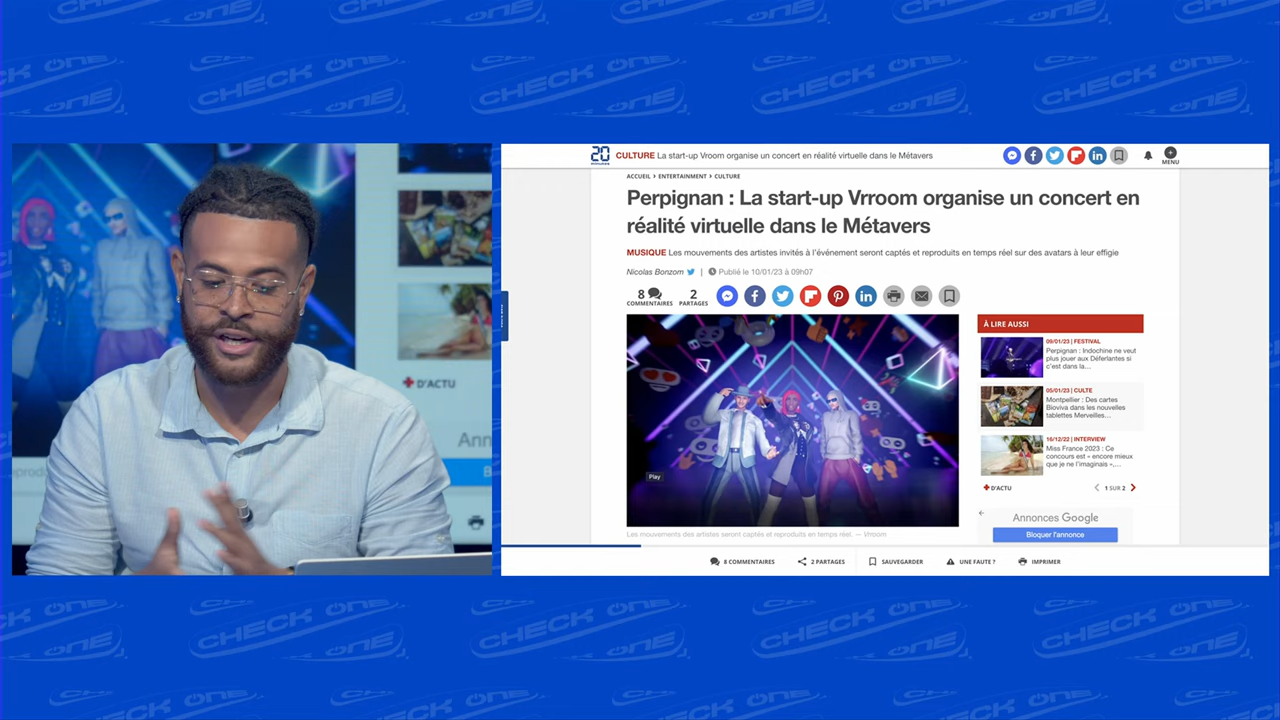 CHECK ONE
20 minutes
CULTURE La start-up Vroom organise un concert en réalité virtuelle dans le Métavers
MENU
ACCUEIL > ENTERTAINMENT > CULTURE
Perpignan : La start-up Vrroom organise un concert en
réalité virtuelle dans le Métavers
MUSIQUE Les mouvements des artistes invités à l'événement seront captés et reproduits en temps réel sur des avatars à leur effigie
Nicolas Bonzom | Publié le 10/01/23 à 09h07
8 2
COMMENTAIRES PARTAGES
Play
Les mouvements des artistes seront captés et reproduits en temps réel. — Vrroom
À LIRE AUSSI
09/01/23 | FESTIVAL
Perpignan : Indochine ne veut
plus jouer aux Déferlantes si
c'est dans la…
05/01/23 | CULTE
Montpellier : Des cartes
Bioviva dans les nouvelles
tablettes Merveilles…
16/12/22 | INTERVIEW
Miss France 2023 : Ce
concours est « encore mieux
que je ne l'imaginais »,…
+ D'ACTU 1 SUR 2
Annonces Google
Bloquer l'annonce
8 COMMENTAIRES 2 PARTAGES SAUVEGARDER UNE FAUTE ? IMPRIMER
+ D'ACTU
Ann